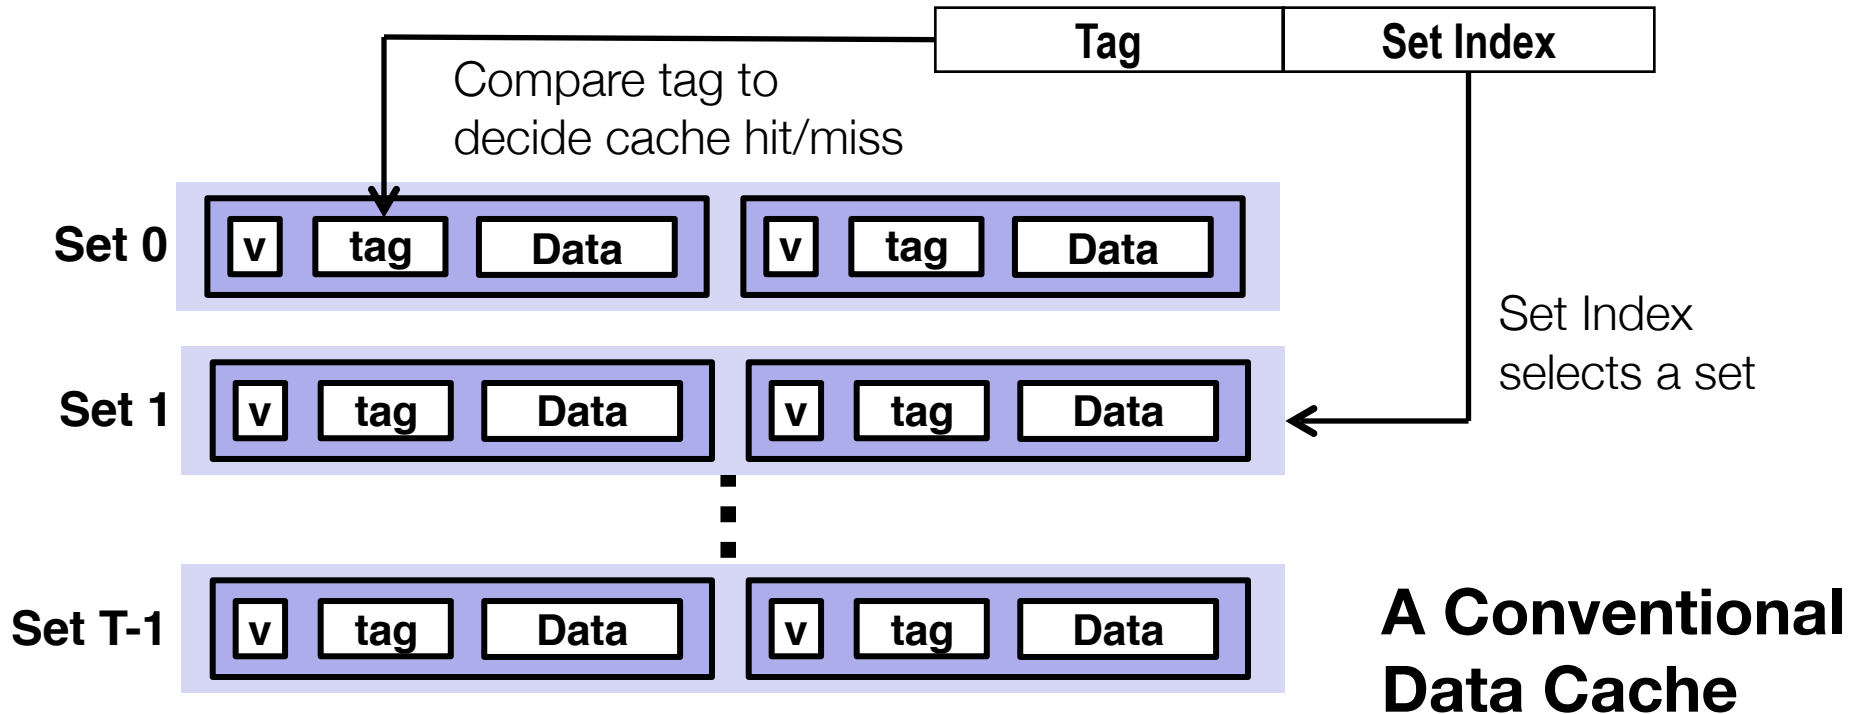 Tag Set Index
Compare tag to
decide cache hit/miss
Set 0 v tag Data v tag Data
Set Index
selects a set
Set 1 v tag Data v tag Data
Set T-1 v tag Data v tag Data
A Conventional
Data Cache